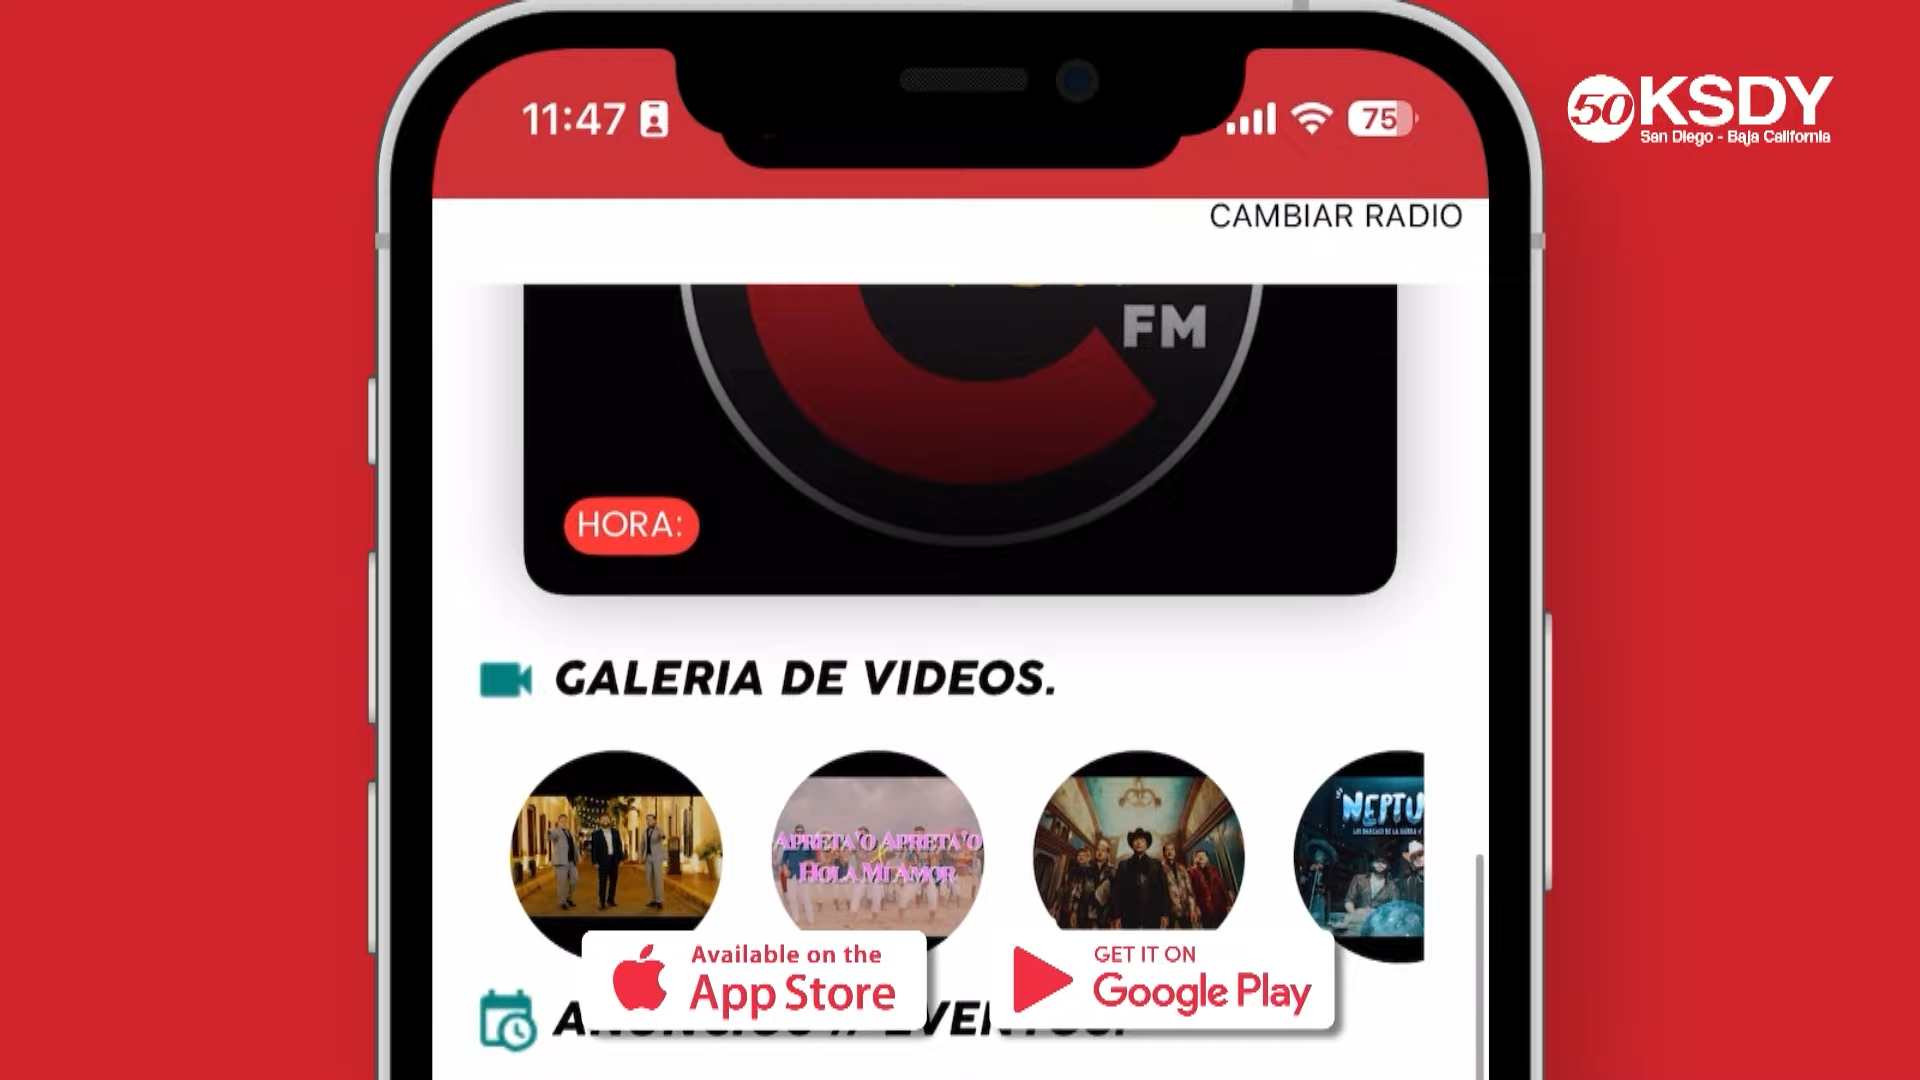 11:47
75
50 KSDY
San Diego - Baja California
CAMBIAR RADIO
FM
HORA:
GALERIA DE VIDEOS.
APRETA'O APRETA'O
X
HOLA MI AMOR
NEPTU
Available on the
App Store
GET IT ON
Google Play